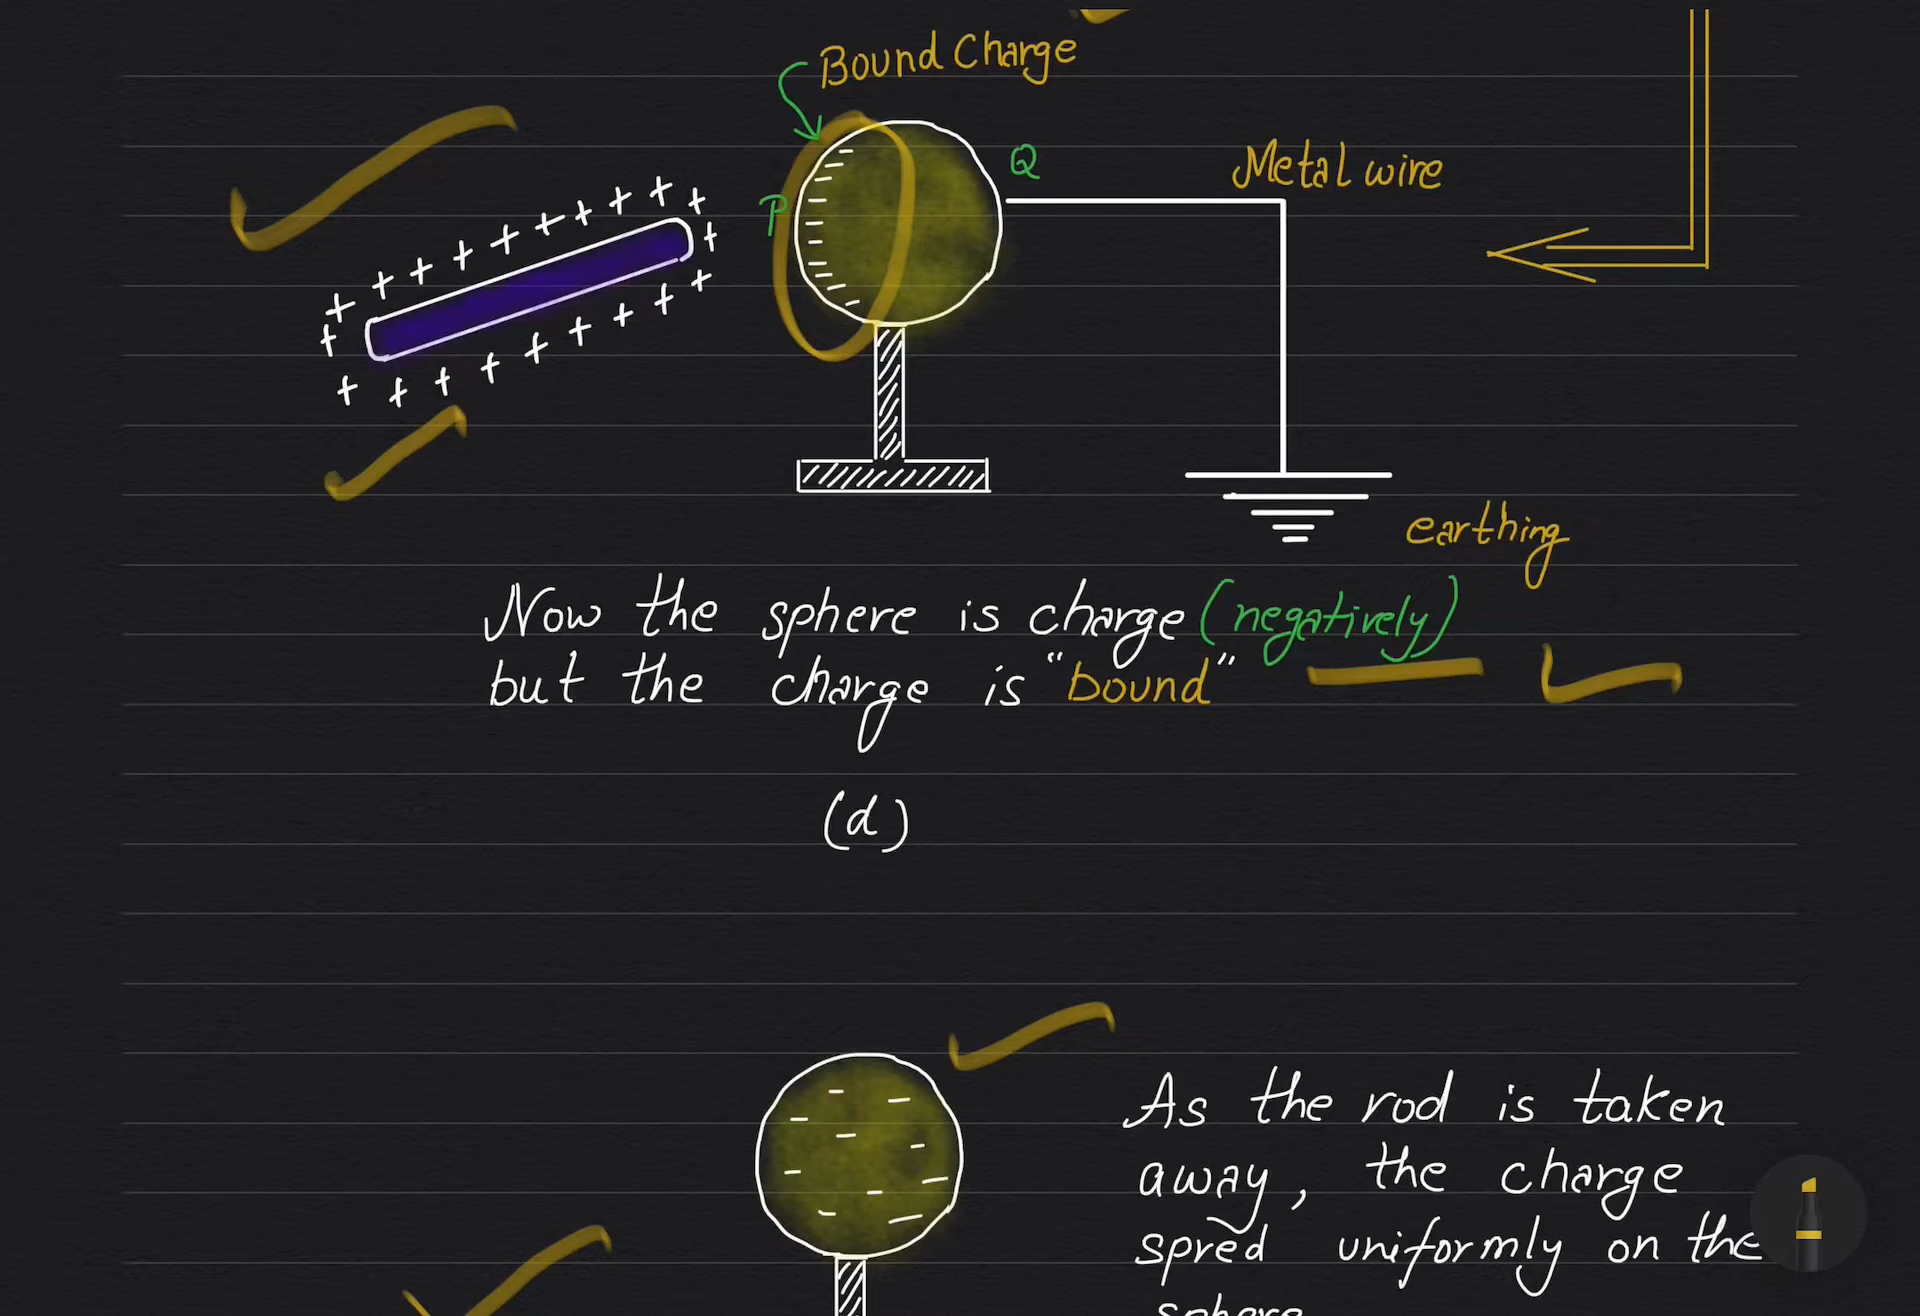 Bound Charge
P
Q
Metal wire
earthing
Now the sphere is charge (negatively)
but the charge is "bound"
(d)
As the rod is taken
away, the charge
spred uniformly on the
sphere